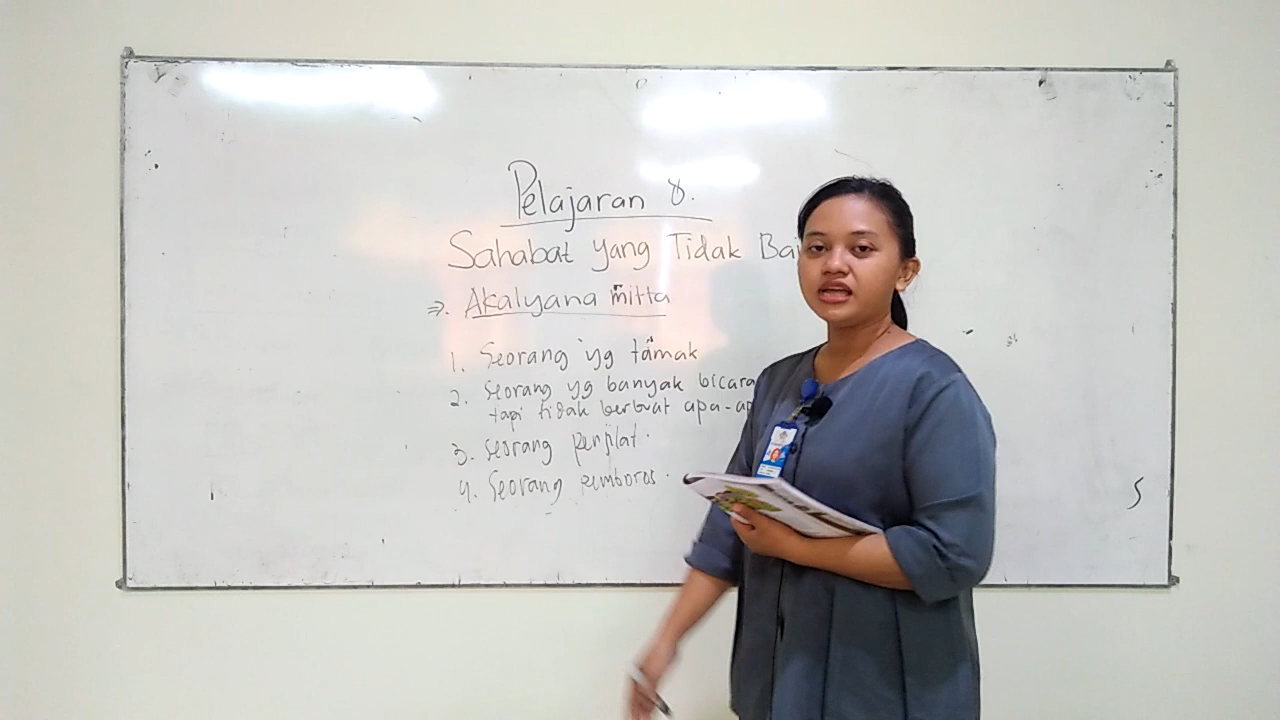 Pelajaran 8.
Sahabat yang Tidak Bai
⇒. Akalyana mitta
1. Seorang yg tamak
2. Seorang yg banyak bicara
tapi tidak berbuat apa-ap
3. Seorang penjilat.
4. Seorang pemboros.
S